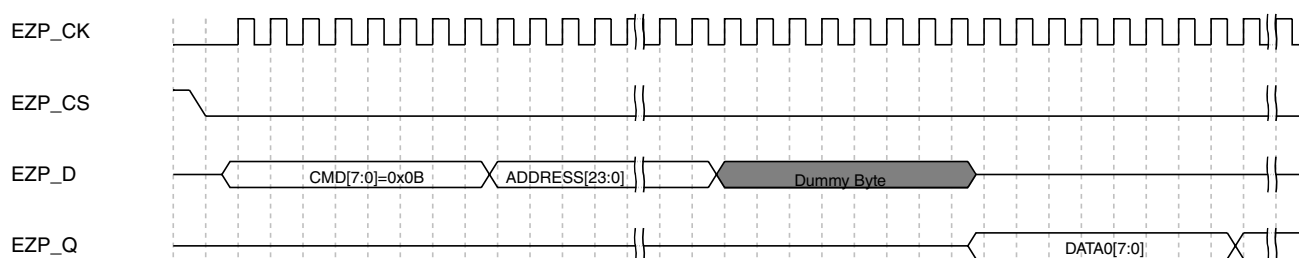 EZP_CK
EZP_CS
EZP_D CMD[7:0]=0x0B ADDRESS[23:0] Dummy Byte
EZP_Q DATA0[7:0]